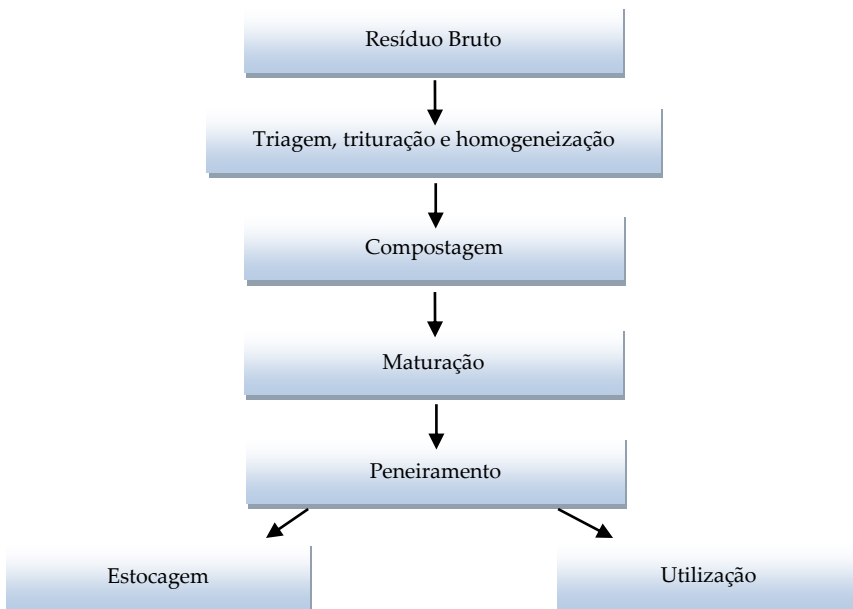 Resíduo Bruto
Triagem, trituração e homogeneização
Compostagem
Maturação
Peneiramento
Estocagem
Utilização